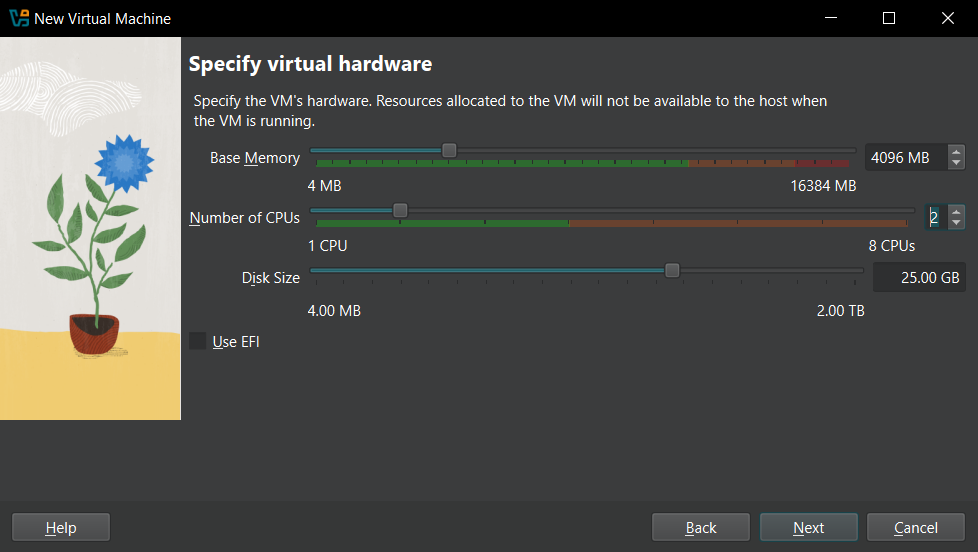 New Virtual Machine
Specify virtual hardware
Specify the VM's hardware. Resources allocated to the VM will not be available to the host when
the VM is running.
Base Memory
4096 MB
4 MB
16384 MB
Number of CPUs
2
1 CPU
8 CPUs
Disk Size
25.00 GB
4.00 MB
2.00 TB
Use EFI
Help
Back
Next
Cancel